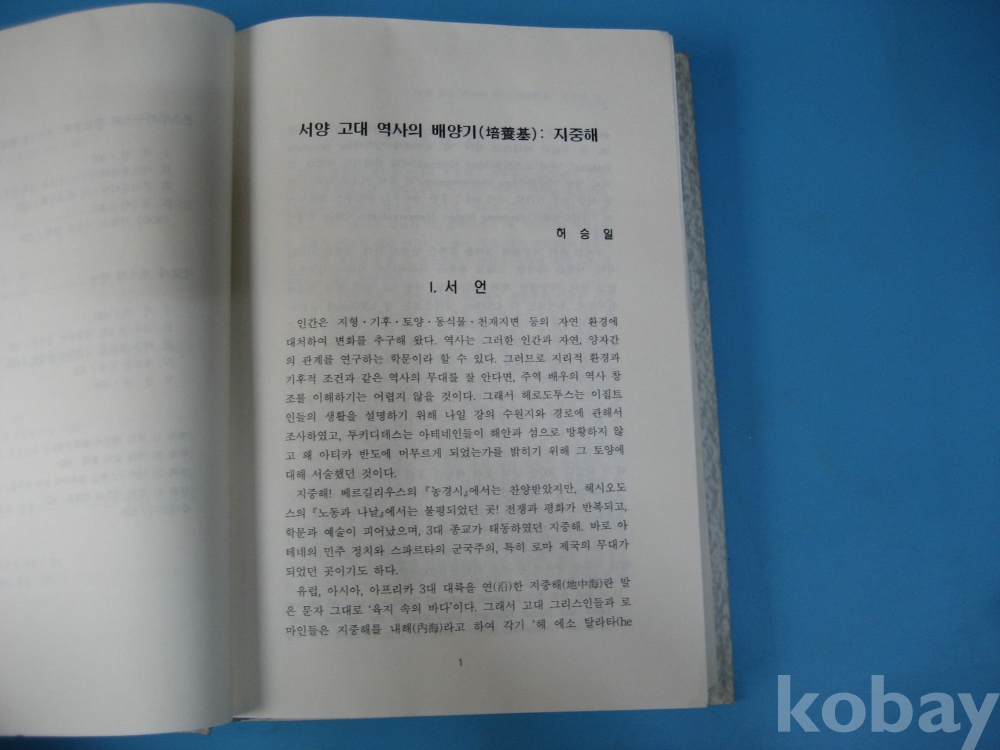 서양 고대 역사의 배양기(培養基): 지중해
허 승 일
I. 서 언
인간은 지형·기후·토양·동식물·천재지변 등의 자연 환경에
대처하여 변화를 추구해 왔다. 역사는 그러한 인간과 자연, 양자간
의 관계를 연구하는 학문이라 할 수 있다. 그러므로 지리적 환경과
기후적 조건과 같은 역사의 무대를 잘 안다면, 주역 배우의 역사 창
조를 이해하기는 어렵지 않을 것이다. 그래서 헤로도투스는 이집트
인들의 생활을 설명하기 위해 나일 강의 수원지와 경로에 관해서
조사하였고, 투키디데스는 아테네인들이 해안과 섬으로 방황하지 않
고 왜 아티카 반도에 머무르게 되었는가를 밝히기 위해 그 토양에
대해 서술했던 것이다.
지중해! 베르길리우스의 『농경시』에서는 찬양받았지만, 헤시오도
스의 『노동과 나날』에서는 불평되었던 곳! 전쟁과 평화가 반복되고,
학문과 예술이 피어났으며, 3대 종교가 태동하였던 지중해. 바로 아
테네의 민주 정치와 스파르타의 군국주의, 특히 로마 제국의 무대가
되었던 곳이기도 하다.
유럽, 아시아, 아프리카 3대 대륙을 연(沿)한 지중해(地中海)란 말
은 문자 그대로 '육지 속의 바다'이다. 그래서 고대 그리스인들과 로
마인들은 지중해를 내해(內海)라고 하여 각기 '헤 에소 탈라타(he
1
kobay